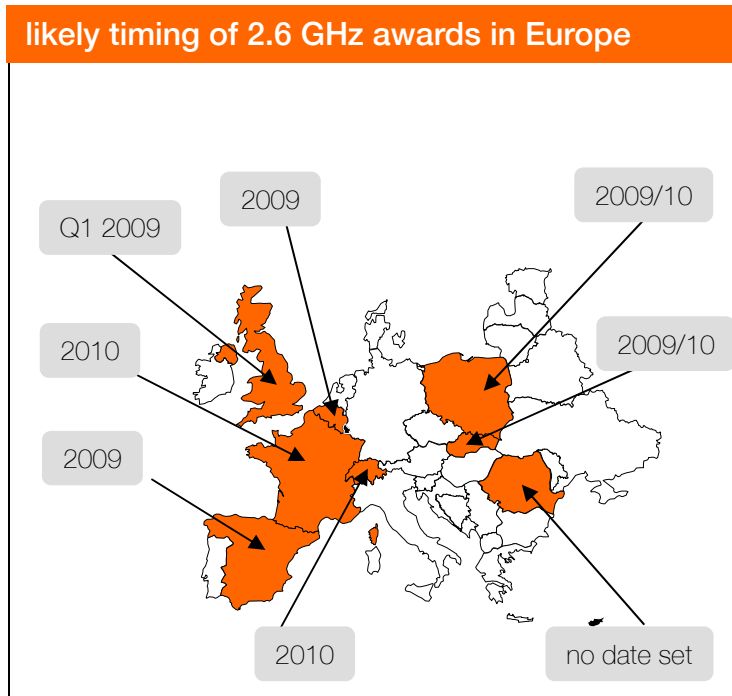 likely timing of 2.6 GHz awards in Europe
2009
2009/10
Q1 2009
2009/10
2010
2009
2010
no date set